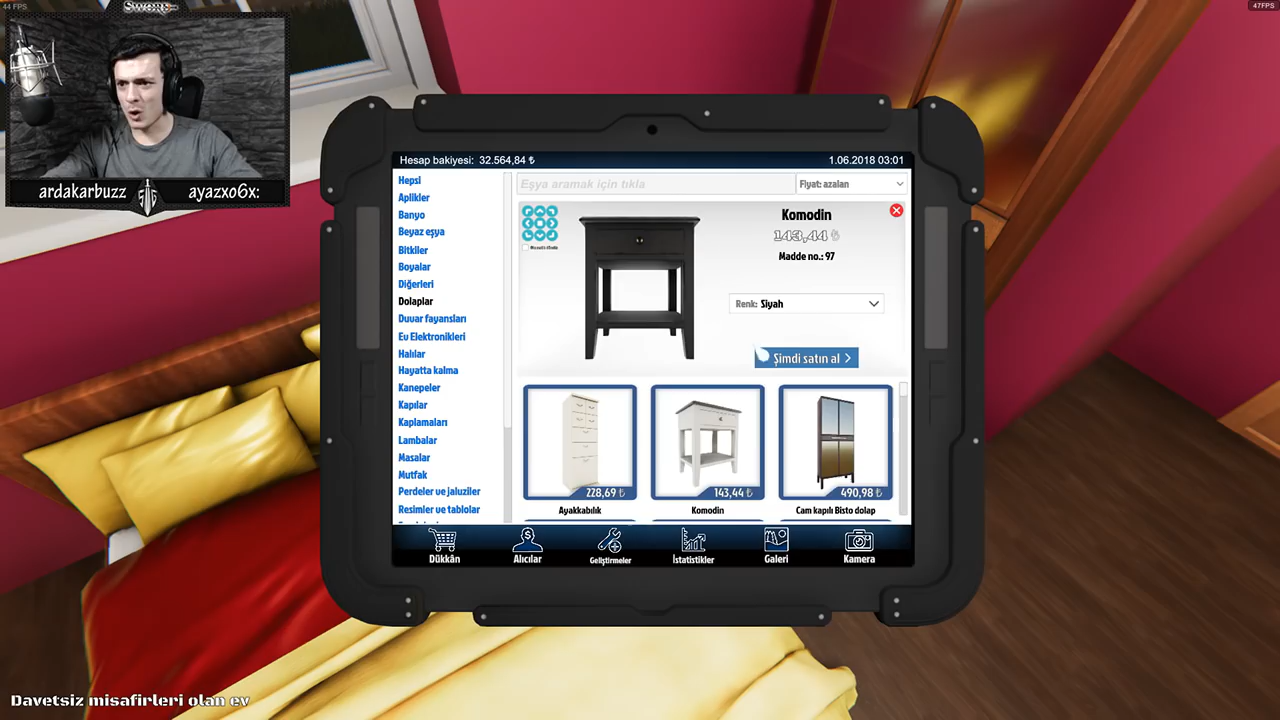 44 FPS
Sword
47FPS
ardakarbuzz
ayazxo6x:
Hesap bakiyesi: 32.564,84 ₺
1.06.2018 03:01
Hepsi
Aplikler
Banyo
Beyaz eşya
Bitkiler
Boyalar
Diğerleri
Dolaplar
Duvar fayansları
Ev Elektronikleri
Halılar
Hayatta kalma
Kanepeler
Kapılar
Kaplamaları
Lambalar
Masalar
Mutfak
Perdeler ve jaluziler
Resimler ve tablolar
Eşya aramak için tıkla
Fiyat: azalan
Komodin
143,44 ₺
Madde no.: 97
Renk: Siyah
Şimdi satın al
228,69 ₺
143,44 ₺
490,98 ₺
Ayakkabılık
Komodin
Cam kapılı Bisto dolap
Dükkân
Alıcılar
Geliştirmeler
İstatistikler
Galeri
Kamera
Davetsiz misafirleri olan ev